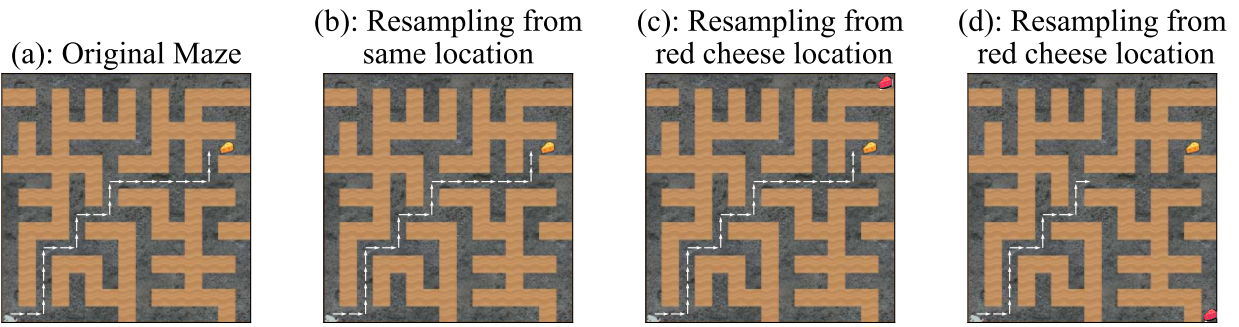 (a): Original Maze
(b): Resampling from
same location
(c): Resampling from
red cheese location
(d): Resampling from
red cheese location